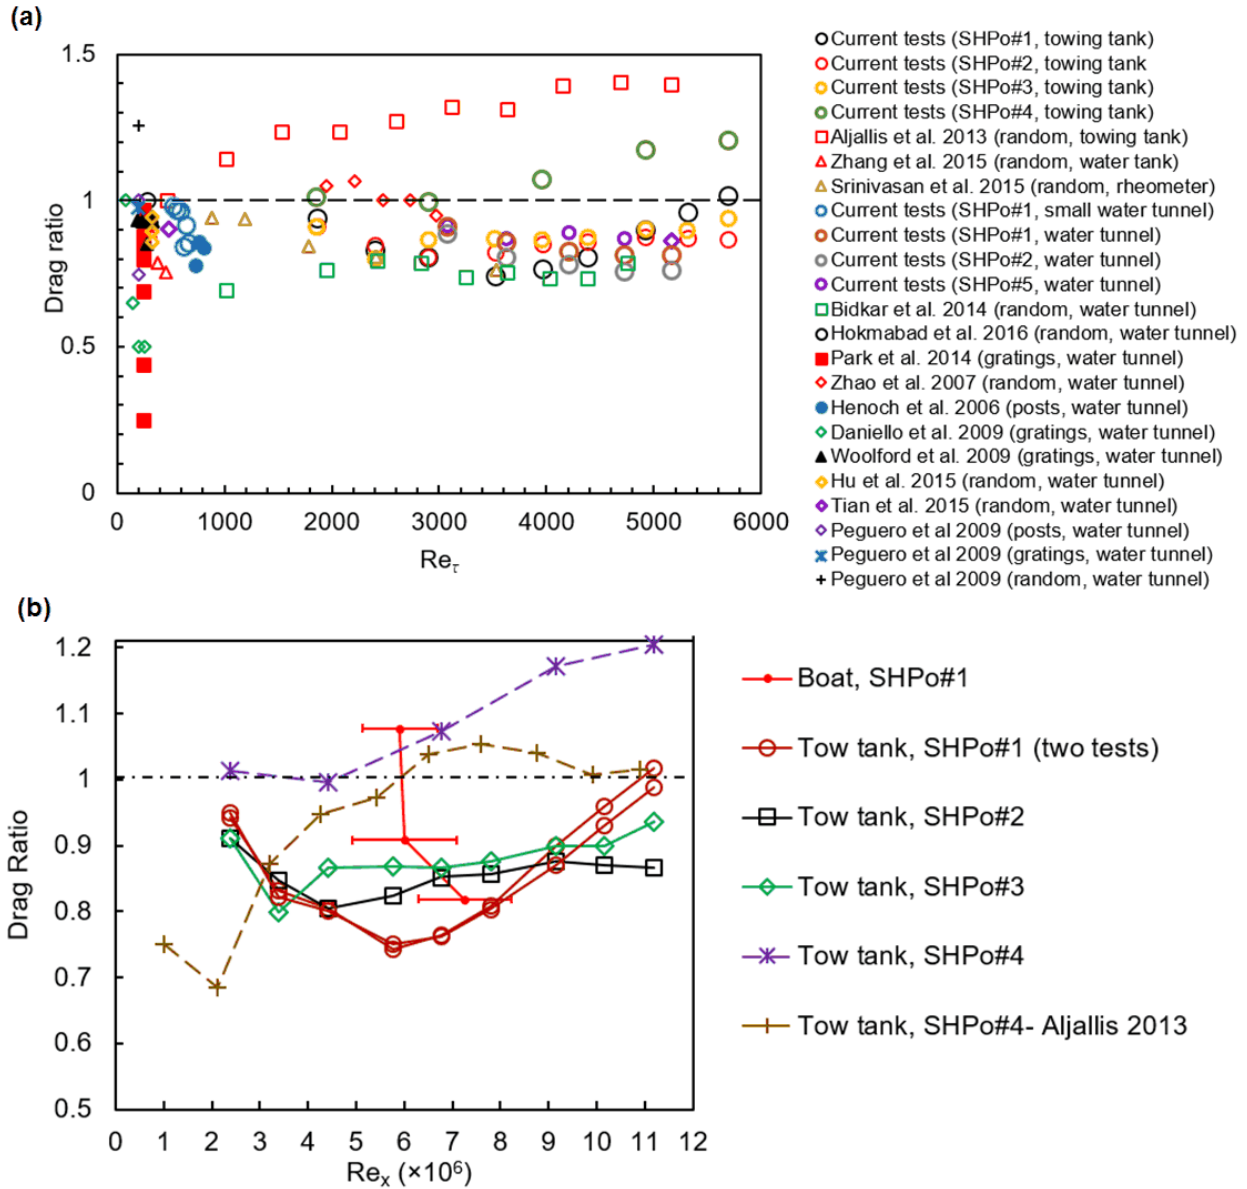 (a)
1.5
1
0.5
0
Drag ratio
0 1000 2000 3000 4000 5000 6000
Reτ
Current tests (SHPo#1, towing tank)
Current tests (SHPo#2, towing tank
Current tests (SHPo#3, towing tank)
Current tests (SHPo#4, towing tank)
Aljallis et al. 2013 (random, towing tank)
Zhang et al. 2015 (random, water tank)
Srinivasan et al. 2015 (random, rheometer)
Current tests (SHPo#1, small water tunnel)
Current tests (SHPo#1, water tunnel)
Current tests (SHPo#2, water tunnel)
Current tests (SHPo#5, water tunnel)
Bidkar et al. 2014 (random, water tunnel)
Hokmabad et al. 2016 (random, water tunnel)
Park et al. 2014 (gratings, water tunnel)
Zhao et al. 2007 (random, water tunnel)
Henoch et al. 2006 (posts, water tunnel)
Daniello et al. 2009 (gratings, water tunnel)
Woolford et al. 2009 (gratings, water tunnel)
Hu et al. 2015 (random, water tunnel)
Tian et al. 2015 (random, water tunnel)
Peguero et al 2009 (posts, water tunnel)
Peguero et al. 2009 (gratings, water tunnel)
Peguero et al 2009 (random, water tunnel)
(b)
1.2
1.1
1
0.9
0.8
0.7
0.6
0.5
Drag Ratio
0 1 2 3 4 5 6 7 8 9 10 11 12
Rex (×10⁶)
Boat, SHPo#1
Tow tank, SHPo#1 (two tests)
Tow tank, SHPo#2
Tow tank, SHPo#3
Tow tank, SHPo#4
Tow tank, SHPo#4- Aljallis 2013